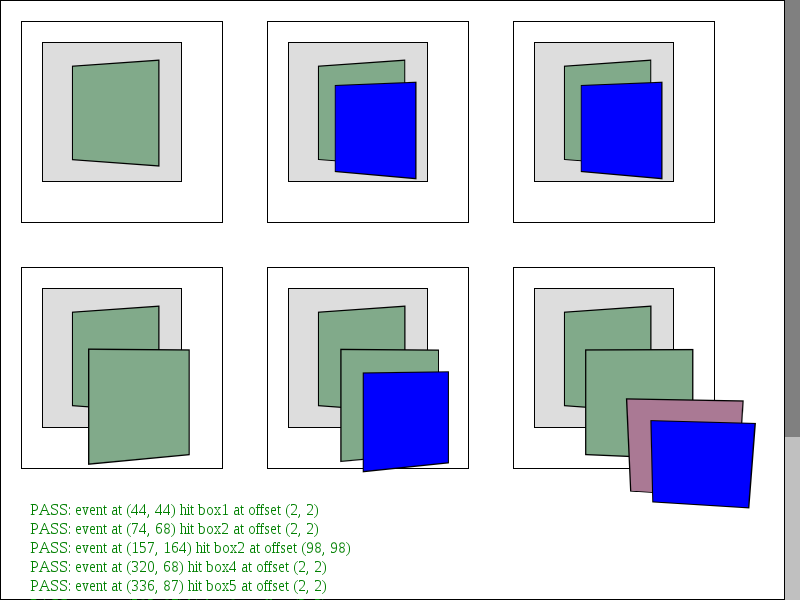 PASS: event at (44, 44) hit box1 at offset (2, 2)
PASS: event at (74, 68) hit box2 at offset (2, 2)
PASS: event at (157, 164) hit box2 at offset (98, 98)
PASS: event at (320, 68) hit box4 at offset (2, 2)
PASS: event at (336, 87) hit box5 at offset (2, 2)